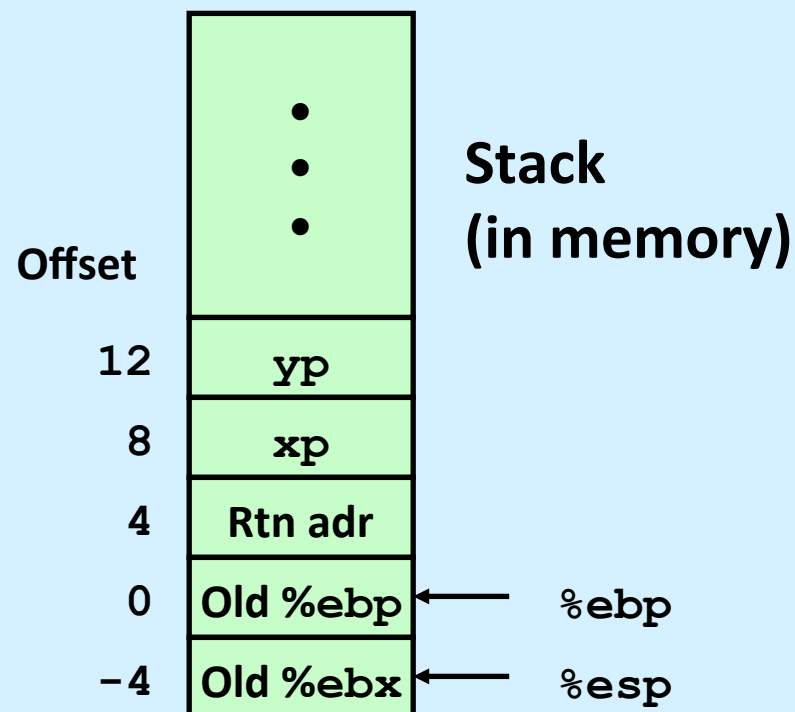 Stack
(in memory)
Offset
12 yp
8 xp
4 Rtn adr
0 Old %ebp %ebp
-4 Old %ebx %esp